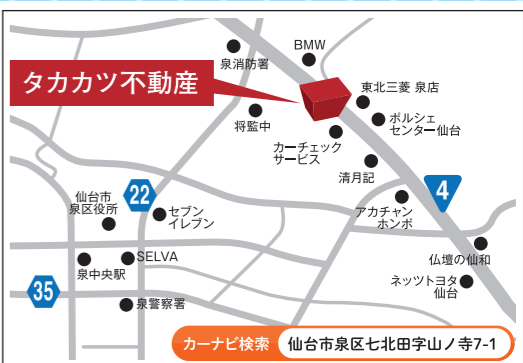 BMW
泉消防署
タカカツ不動産
東北三菱 泉店
ポルシェ
センター仙台
将監中
カーチェック
サービス
清月記
4
仙台市
泉区役所
22
セブン
イレブン
アカチャン
ホンポ
SELVA
泉中央駅
仏壇の仙和
35
ネッツトヨタ
仙台
泉警察署
カーナビ検索 仙台市泉区七北田字山ノ寺7-1